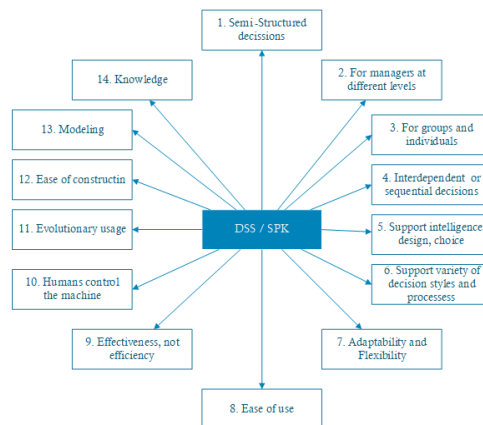 1. Semi-Structured
decissions
2. For managers at
different levels
3. For groups and
individuals
4. Interdependent or
sequential decisions
5. Support intelligence,
design, choice
6. Support variety of
decision styles and
processess
7. Adaptability and
Flexibility
8. Ease of use
9. Effectiveness, not
efficiency
10. Humans control
the machine
11. Evolutionary usage
12. Ease of constructin
13. Modeling
14. Knowledge
DSS / SPK